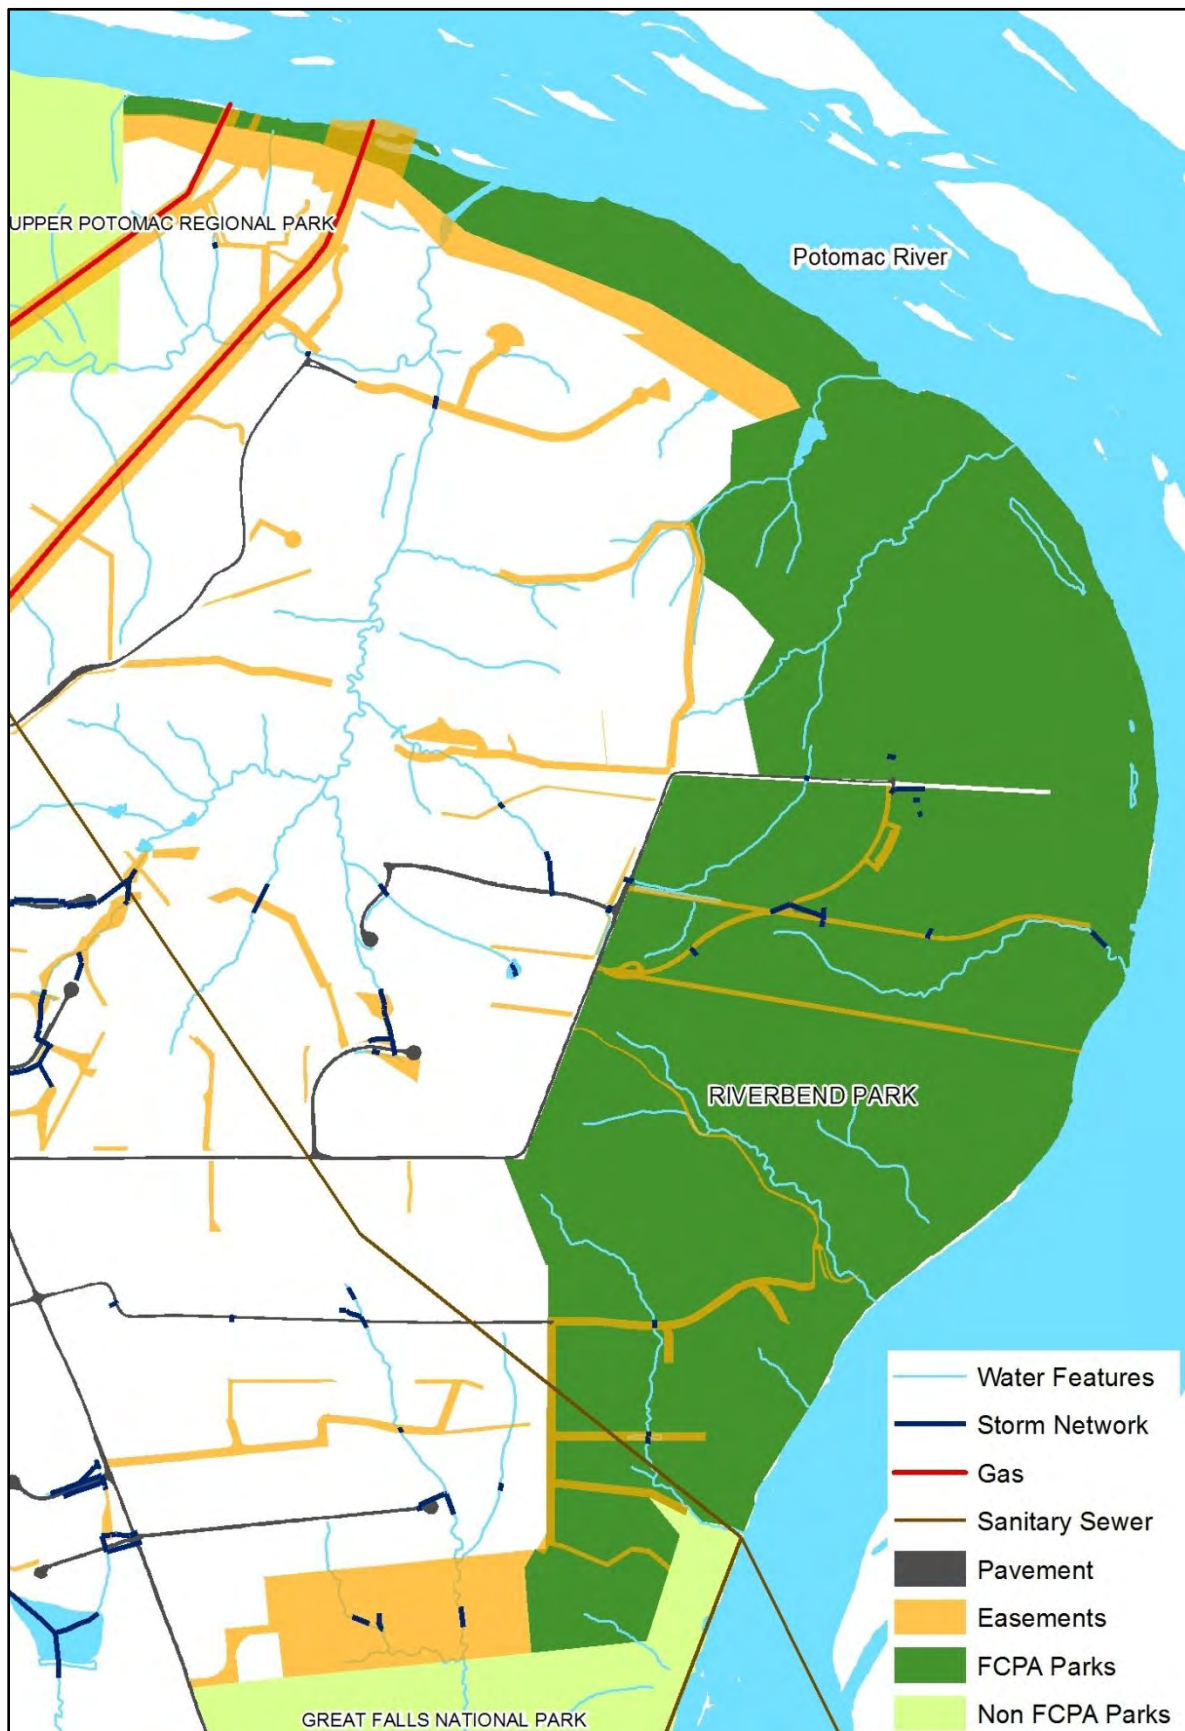 UPPER POTOMAC REGIONAL PARK
Potomac River
RIVERBEND PARK
Water Features
Storm Network
Gas
Sanitary Sewer
Pavement
Easements
FCPA Parks
Non FCPA Parks
GREAT FALLS NATIONAL PARK